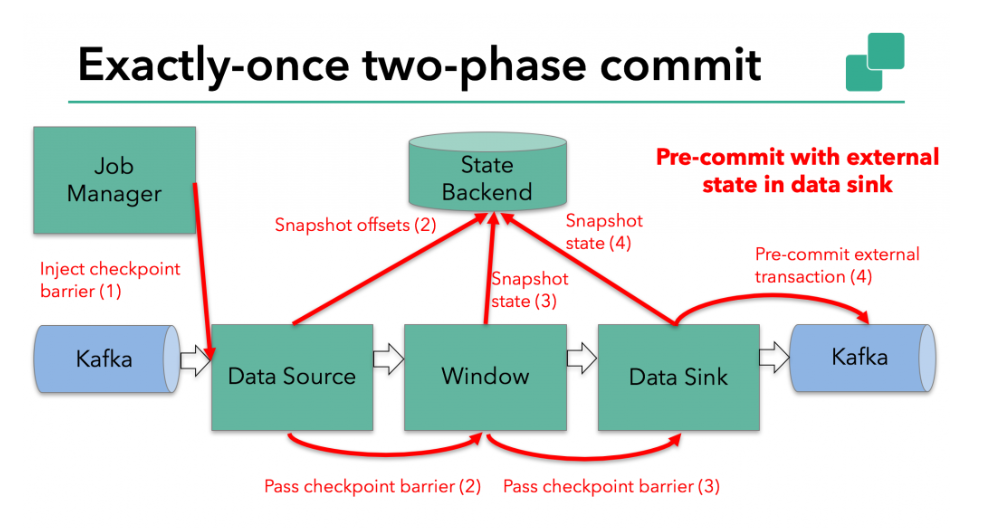 Exactly-once two-phase commit
Job
Manager
State
Backend
Pre-commit with external
state in data sink
Snapshot offsets (2)
Snapshot
state (4)
Pre-commit external
transaction (4)
Inject checkpoint
barrier (1)
Snapshot
state (3)
Kafka
Data Source
Window
Data Sink
Kafka
Pass checkpoint barrier (2)
Pass checkpoint barrier (3)